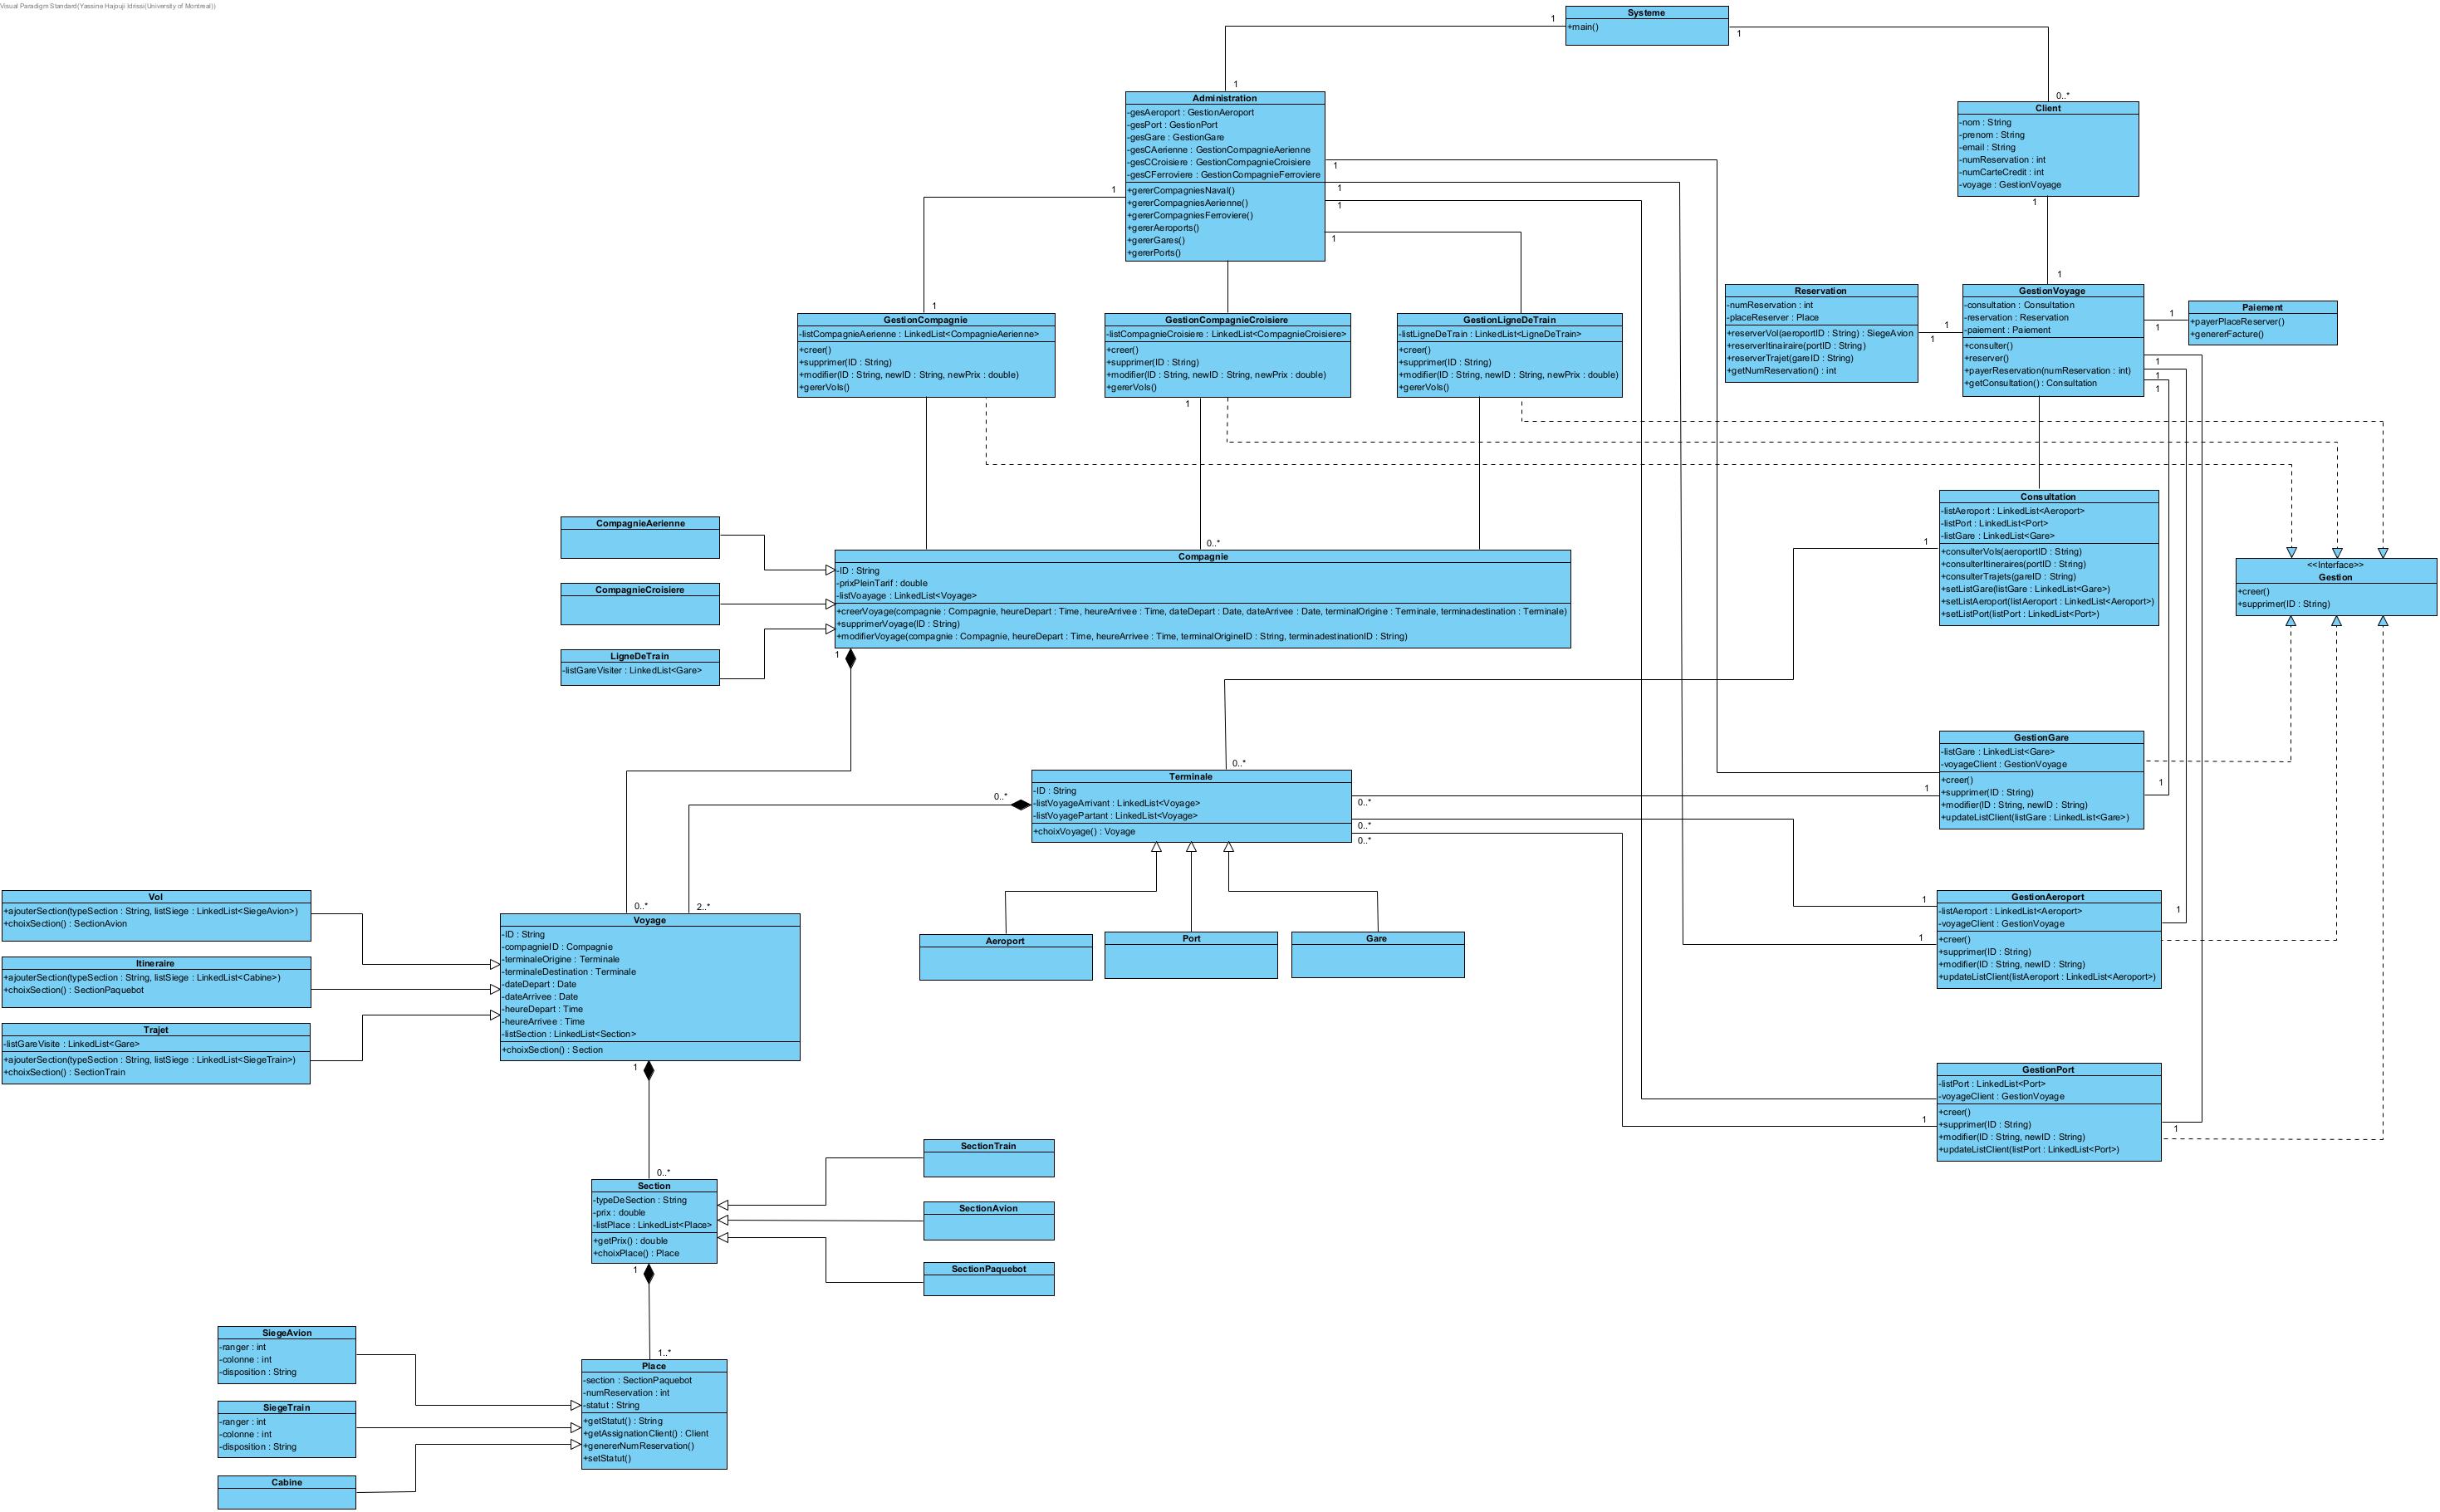 Visual Paradigm Standard(Yassine Hajouji Idrissi(University of Montreal))
Systeme
+main()
1
1
1
0..*
Administration
-gesAeroport : GestionAeroport
-gesPort : GestionPort
-gesGare : GestionGare
-gesCAerienne : GestionCompagnieAerienne
-gesCCroisiere : GestionCompagnieCroisiere
-gesCFerroviere : GestionCompagnieFerroviere
+gererCompagniesNaval()
+gererCompagniesAerienne()
+gererCompagniesFerroviere()
+gererAeroports()
+gererGares()
+gererPorts()
1
1
1
1
1
Client
-nom : String
-prenom : String
-email : String
-numReservation : int
-numCarteCredit : int
-voyage : GestionVoyage
1
1
1
GestionCompagnie
-listCompagnieAerienne : LinkedList<CompagnieAerienne>
+creer()
+supprimer(ID : String)
+modifier(ID : String, newID : String, newPrix : double)
+gererVols()
GestionCompagnieCroisiere
-listCompagnieCroisiere : LinkedList<CompagnieCroisiere>
+creer()
+supprimer(ID : String)
+modifier(ID : String, newID : String, newPrix : double)
+gererVols()
1
GestionLigneDeTrain
-listLigneDeTrain : LinkedList<LigneDeTrain>
+creer()
+supprimer(ID : String)
+modifier(ID : String, newID : String, newPrix : double)
+gererVols()
Reservation
-numReservation : int
-placeReserver : Place
+reserverVol(aeroportID : String) : SiegeAvion
+reserverItinairaire(portID : String)
+reserverTrajet(gareID : String)
+getNumReservation() : int
1
1
GestionVoyage
-consultation : Consultation
-reservation : Reservation
-paiement : Paiement
+consulter()
+reserver()
+payerReservation(numReservation : int)
+getConsultation() : Consultation
1
1
1
1
1
Paiement
+payerPlaceReserver()
+genererFacture()
Consultation
-listAeroport : LinkedList<Aeroport>
-listPort : LinkedList<Port>
-listGare : LinkedList<Gare>
+consulterVols(aeroportID : String)
+consulterItineraires(portID : String)
+consulterTrajets(gareID : String)
+setListGare(listGare : LinkedList<Gare>)
+setListAeroport(listAeroport : LinkedList<Aeroport>)
+setListPort(listPort : LinkedList<Port>)
1
<<Interface>>
Gestion
+creer()
+supprimer(ID : String)
CompagnieAerienne
CompagnieCroisiere
LigneDeTrain
-listGareVisiter : LinkedList<Gare>
0..*
Compagnie
-ID : String
-prixPleinTarif : double
-listVoayage : LinkedList<Voyage>
+creerVoyage(compagnie : Compagnie, heureDepart : Time, heureArrivee : Time, dateDepart : Date, dateArrivee : Date, terminalOrigine : Terminale, terminadestination : Terminale)
+supprimerVoyage(ID : String)
+modifierVoyage(compagnie : Compagnie, heureDepart : Time, heureArrivee : Time, terminalOrigineID : String, terminadestinationID : String)
1
0..*
0..*
Terminale
-ID : String
-listVoyageArrivant : LinkedList<Voyage>
-listVoyagePartant : LinkedList<Voyage>
+choixVoyage() : Voyage
0..*
0..*
0..*
1
1
1
1
GestionGare
-listGare : LinkedList<Gare>
-voyageClient : GestionVoyage
+creer()
+supprimer(ID : String)
+modifier(ID : String, newID : String)
+updateListClient(listGare : LinkedList<Gare>)
1
Aeroport
Port
Gare
GestionAeroport
-listAeroport : LinkedList<Aeroport>
-voyageClient : GestionVoyage
+creer()
+supprimer(ID : String)
+modifier(ID : String, newID : String)
+updateListClient(listAeroport : LinkedList<Aeroport>)
1
Vol
+ajouterSection(typeSection : String, listSiege : LinkedList<SiegeAvion>)
+choixSection() : SectionAvion
Itineraire
+ajouterSection(typeSection : String, listSiege : LinkedList<Cabine>)
+choixSection() : SectionPaquebot
Trajet
-listGareVisite : LinkedList<Gare>
+ajouterSection(typeSection : String, listSiege : LinkedList<SiegeTrain>)
+choixSection() : SectionTrain
0..*
2..*
Voyage
-ID : String
-compagnieID : Compagnie
-terminaleOrigine : Terminale
-terminaleDestination : Terminale
-dateDepart : Date
-dateArrivee : Date
-heureDepart : Time
-heureArrivee : Time
-listSection : LinkedList<Section>
+choixSection() : Section
1
GestionPort
-listPort : LinkedList<Port>
-voyageClient : GestionVoyage
+creer()
+supprimer(ID : String)
+modifier(ID : String, newID : String)
+updateListClient(listPort : LinkedList<Port>)
1
SectionTrain
SectionAvion
SectionPaquebot
0..*
Section
-typeDeSection : String
-prix : double
-listPlace : LinkedList<Place>
+getPrix() : double
+choixPlace() : Place
1
SiegeAvion
-ranger : int
-colonne : int
-disposition : String
SiegeTrain
-ranger : int
-colonne : int
-disposition : String
Cabine
1..*
Place
-section : SectionPaquebot
-numReservation : int
-statut : String
+getStatut() : String
+getAssignationClient() : Client
+genererNumReservation()
+setStatut()